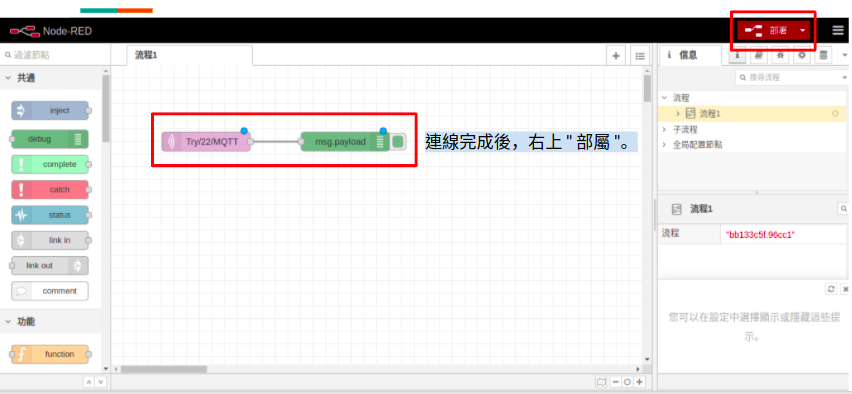 Node-RED
部署
過濾節點
流程1
信息
共通
搜尋流程
inject
流程
流程1
debug
子流程
Try/22/MQTT
msg.payload
連線完成後，右上 " 部屬 "。
全局配置節點
complete
catch
status
流程1
link in
流程
"bb133c5f.96cc1"
link out
comment
您可以在設定中選擇顯示或隱藏這些提
示。
功能
function